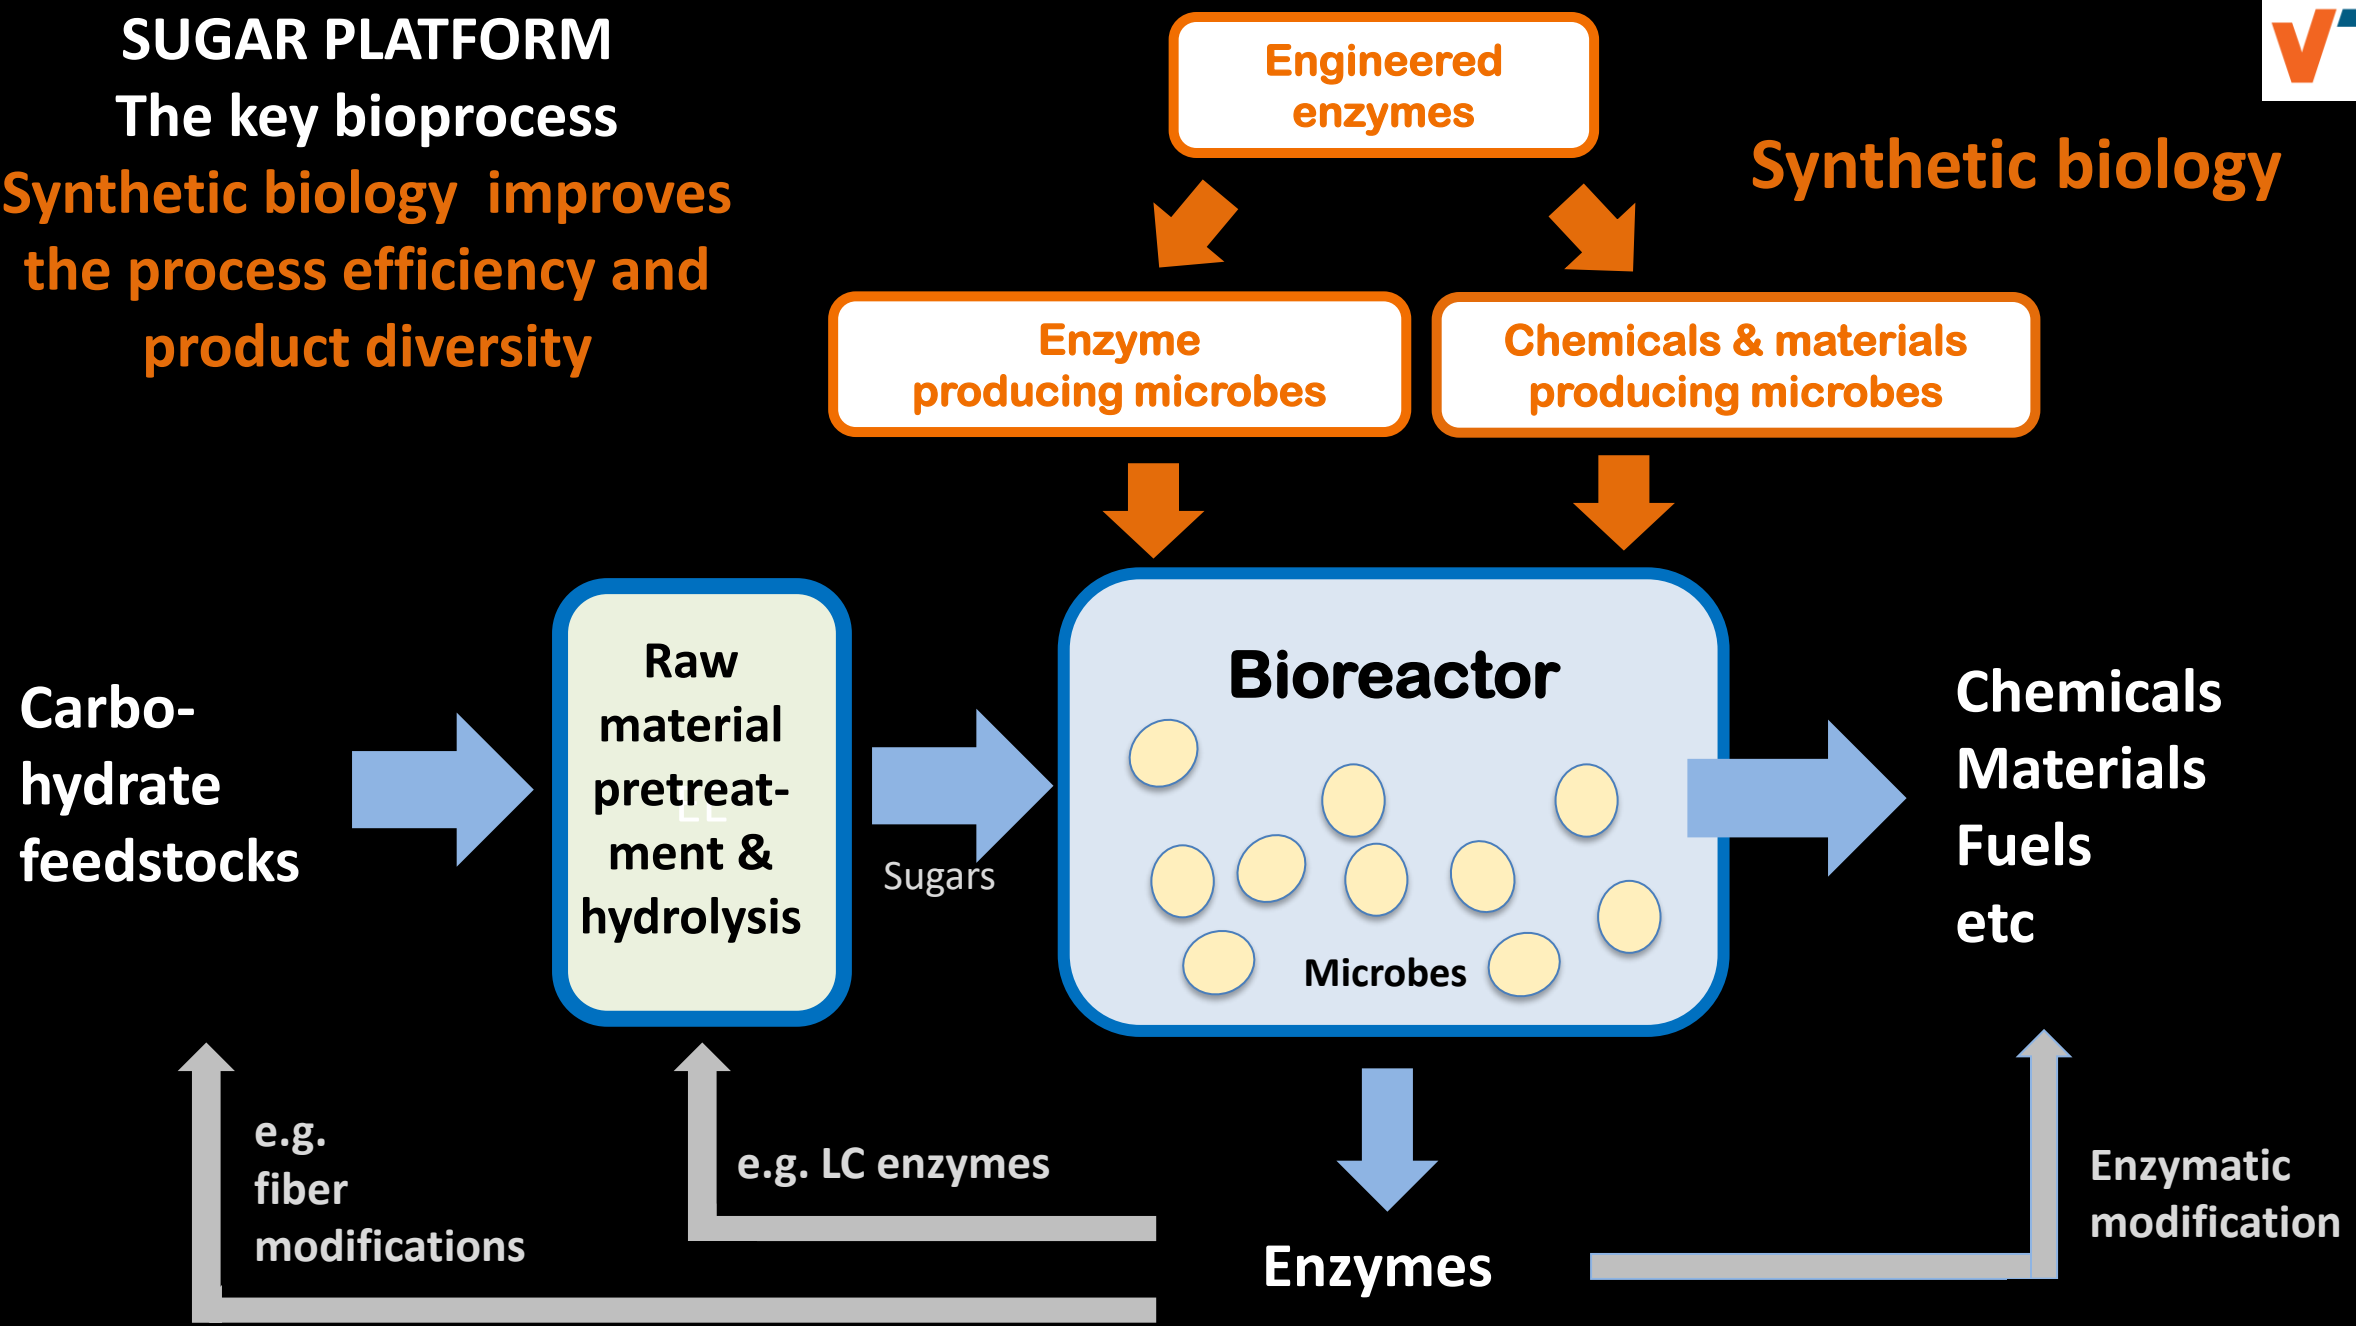 SUGAR PLATFORM
The key bioprocess
Synthetic biology improves
the process efficiency and
product diversity
Engineered
enzymes
Synthetic biology
Enzyme
producing microbes
Chemicals & materials
producing microbes
Carbo-
hydrate
feedstocks
Raw
material
pretreat-
ment &
hydrolysis
Sugars
Bioreactor
Microbes
Chemicals
Materials
Fuels
etc
e.g.
fiber
modifications
e.g. LC enzymes
Enzymes
Enzymatic
modification